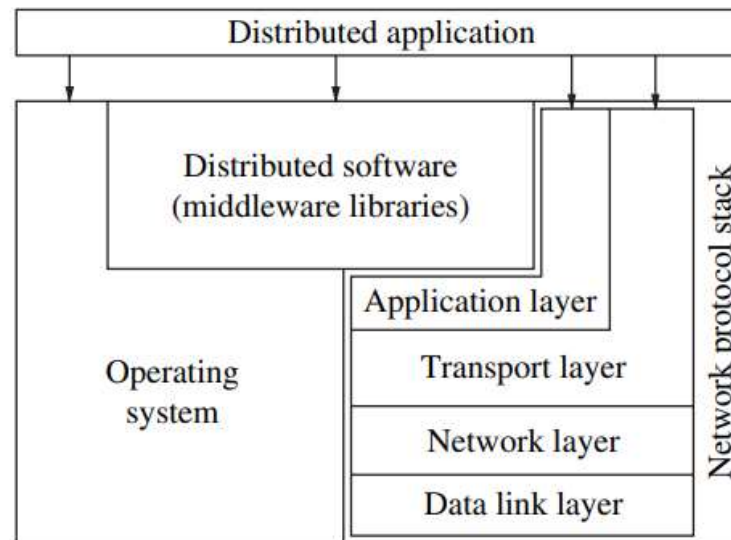 Distributed application
Distributed software
(middleware libraries)
Application layer
Operating
system
Transport layer
Network layer
Data link layer
Network protocol stack